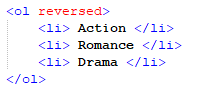 <ol reversed>
<li> Action </li>
<li> Romance </li>
<li> Drama </li>
</ol>